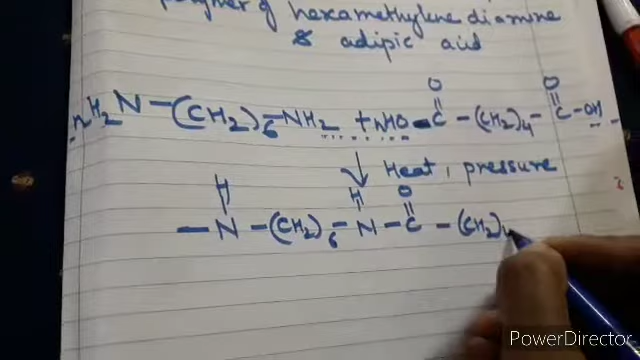 polymer of hexamethylene diamine
& adipic acid
nH₂N–(CH₂)₆–NH₂ + nHO–C(=O)–(CH₂)₄–C(=O)–OH
Heat, pressure
–N(H)–(CH₂)₆–N(H)–C(=O)–(CH₂)₄
PowerDirector